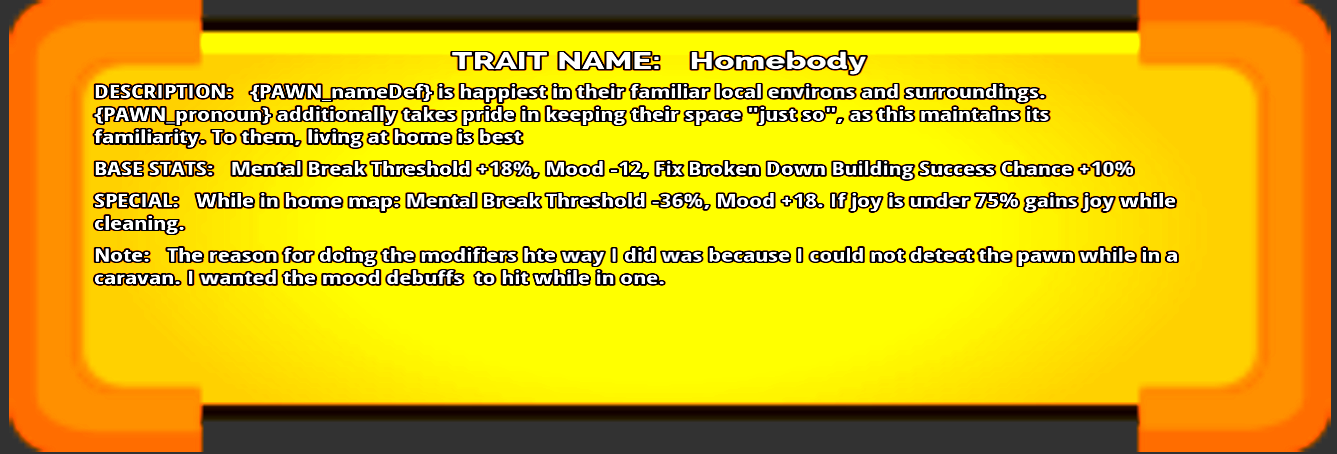 TRAIT NAME: Homebody
DESCRIPTION: {PAWN_nameDef} is happiest in their familiar local environs and surroundings.
{PAWN_pronoun} additionally takes pride in keeping their space "just so", as this maintains its
familiarity. To them, living at home is best
BASE STATS: Mental Break Threshold +18%, Mood -12, Fix Broken Down Building Success Chance +10%
SPECIAL: While in home map: Mental Break Threshold -36%, Mood +18. If joy is under 75% gains joy while
cleaning.
Note: The reason for doing the modifiers hte way I did was because I could not detect the pawn while in a
caravan. I wanted the mood debuffs to hit while in one.